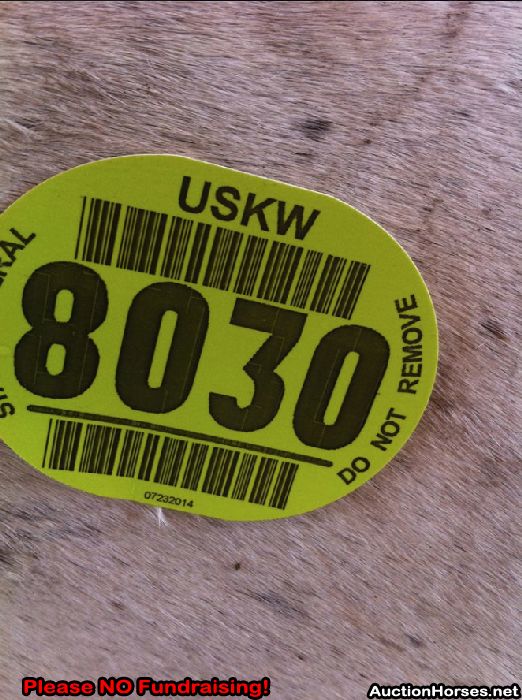 USKW
8030
DO NOT REMOVE
07232014
Please NO Fundraising!
AuctionHorses.net